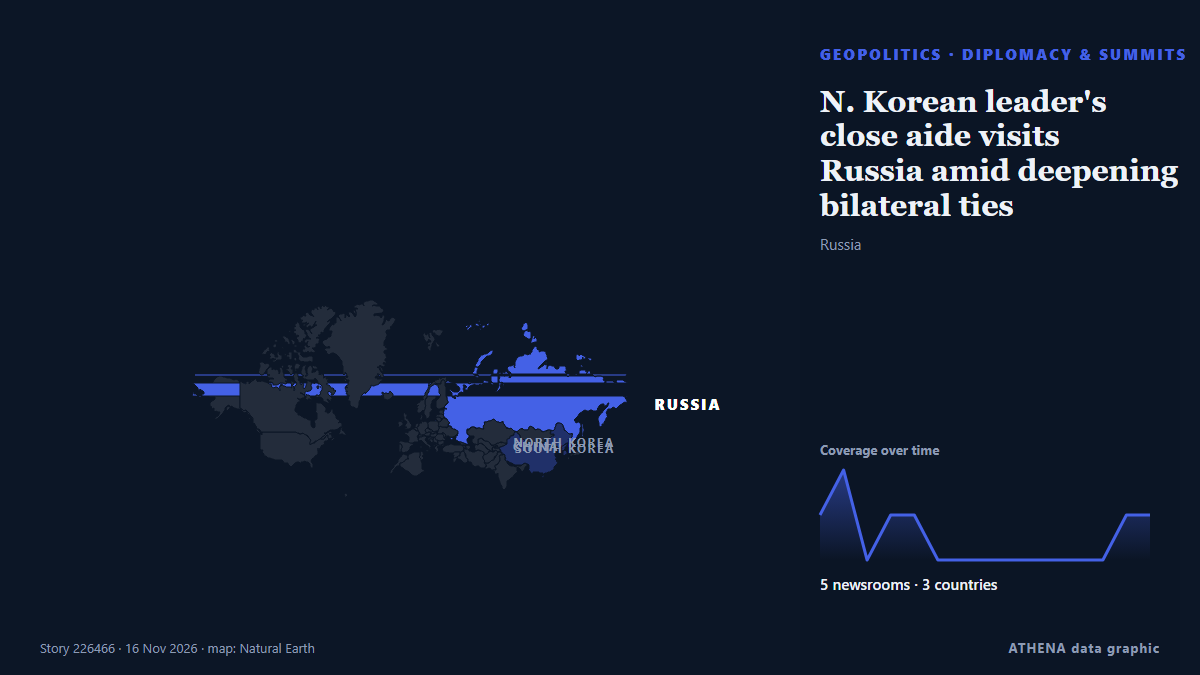 GEOPOLITICS · DIPLOMACY & SUMMITS
N. Korean leader's
close aide visits
Russia amid deepening
bilateral ties
Russia
RUSSIA
NORTH KOREA
SOUTH KOREA
Coverage over time
5 newsrooms · 3 countries
Story 226466 · 16 Nov 2026 · map: Natural Earth
ATHENA data graphic